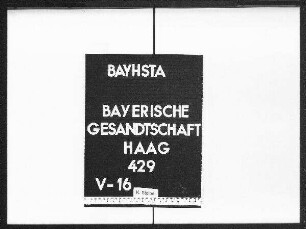 BAYHSTA
BAYERISCHE
GESANDTSCHAFT
HAAG
429
V-16